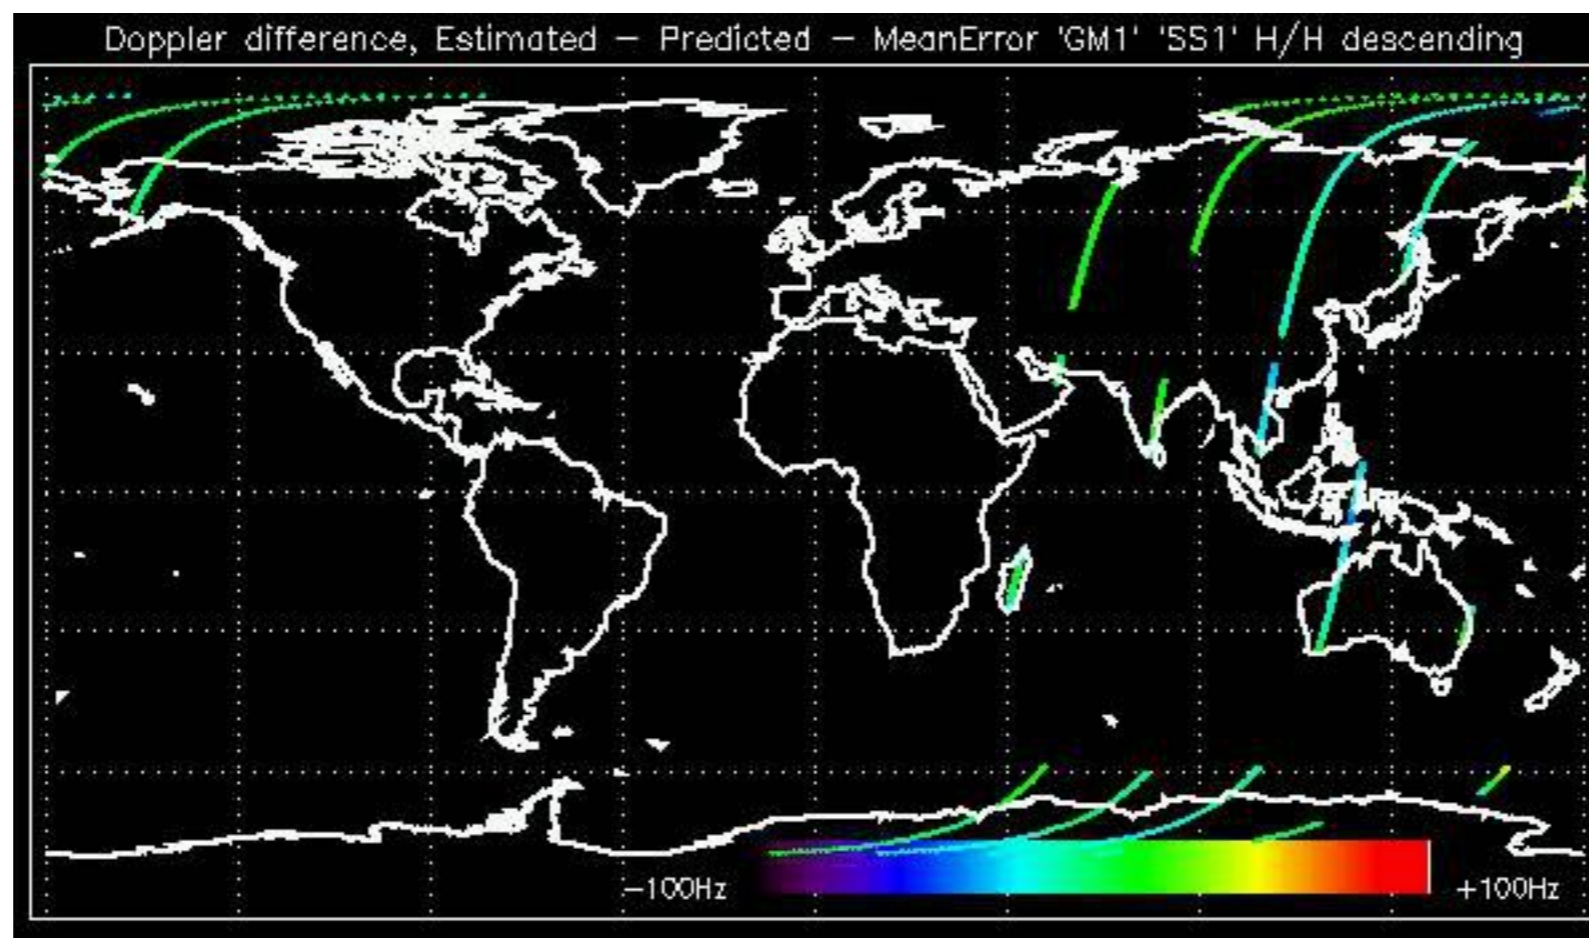 Doppler difference, Estimated – Predicted – MeanError 'GM1' 'SS1' H/H descending
–100Hz +100Hz